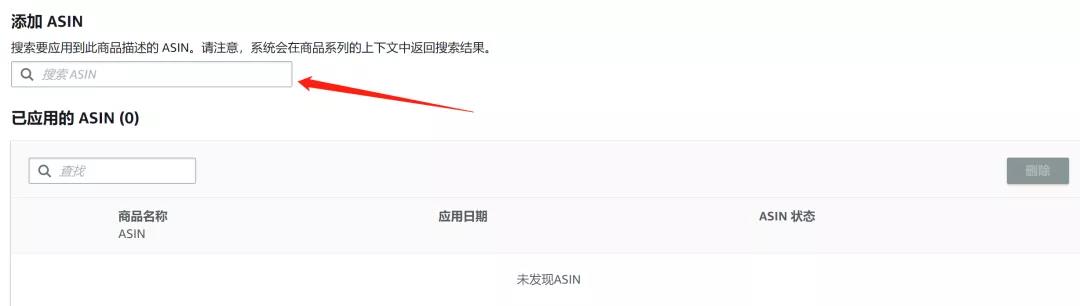 添加 ASIN
搜索要应用到此商品描述的 ASIN。请注意，系统会在商品系列的上下文中返回搜索结果。
搜索 ASIN
已应用的 ASIN (0)
查找
删除
商品名称
应用日期
ASIN 状态
ASIN
未发现ASIN